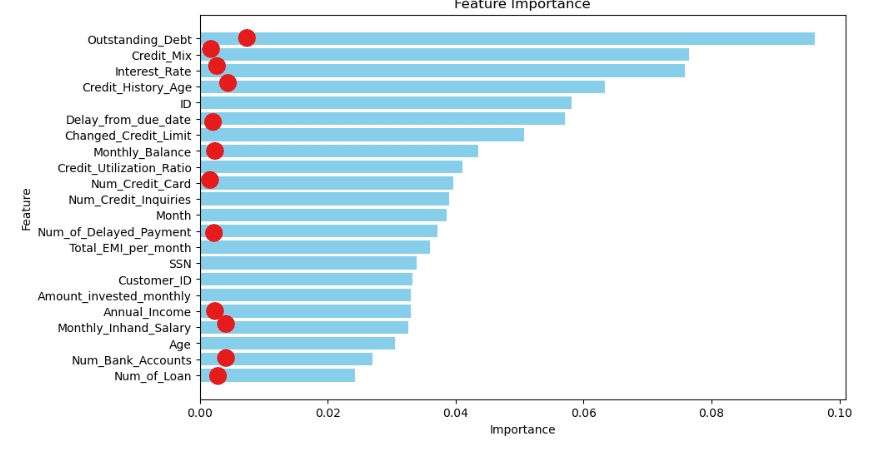 Feature Importance
Outstanding_Debt
Credit_Mix
Interest_Rate
Credit_History_Age
ID
Delay_from_due_date
Changed_Credit_Limit
Monthly_Balance
Credit_Utilization_Ratio
Num_Credit_Card
Num_Credit_Inquiries
Month
Num_of_Delayed_Payment
Total_EMI_per_month
SSN
Customer_ID
Amount_invested_monthly
Annual_Income
Monthly_Inhand_Salary
Age
Num_Bank_Accounts
Num_of_Loan
Feature
0.00 0.02 0.04 0.06 0.08 0.10
Importance